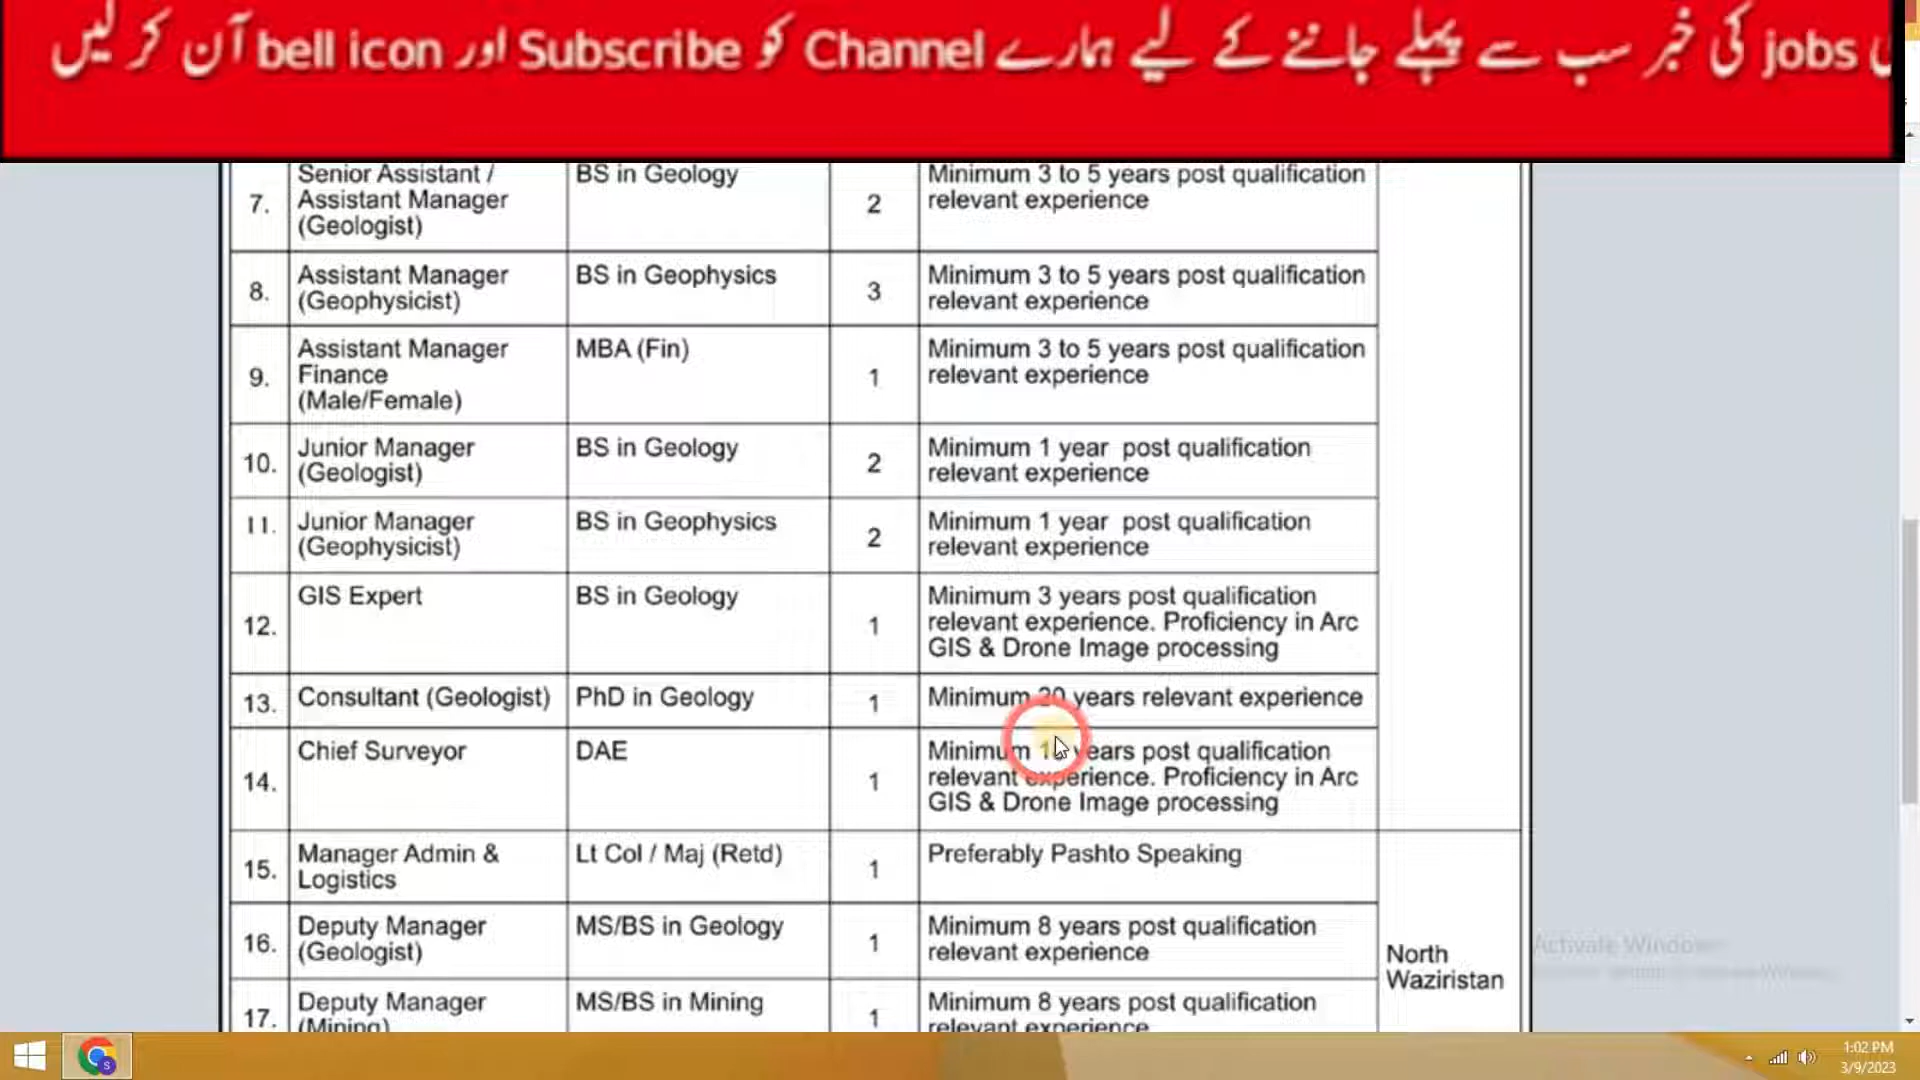 jobs کی خبر سب سے پہلے جاننے کے لیے ہمارے Channel کو Subscribe اور bell icon آن کر لیں
7. Senior Assistant / Assistant Manager (Geologist) BS in Geology 2 Minimum 3 to 5 years post qualification relevant experience
8. Assistant Manager (Geophysicist) BS in Geophysics 3 Minimum 3 to 5 years post qualification relevant experience
9. Assistant Manager Finance (Male/Female) MBA (Fin) 1 Minimum 3 to 5 years post qualification relevant experience
10. Junior Manager (Geologist) BS in Geology 2 Minimum 1 year post qualification relevant experience
11. Junior Manager (Geophysicist) BS in Geophysics 2 Minimum 1 year post qualification relevant experience
12. GIS Expert BS in Geology 1 Minimum 3 years post qualification relevant experience. Proficiency in Arc GIS & Drone Image processing
13. Consultant (Geologist) PhD in Geology 1 Minimum 20 years relevant experience
14. Chief Surveyor DAE 1 Minimum years post qualification relevant experience. Proficiency in Arc GIS & Drone Image processing
15. Manager Admin & Logistics Lt Col / Maj (Retd) 1 Preferably Pashto Speaking
16. Deputy Manager (Geologist) MS/BS in Geology 1 Minimum 8 years post qualification relevant experience
North Waziristan
17. Deputy Manager (Mining) MS/BS in Mining 1 Minimum 8 years post qualification relevant experience
Activate Windows
1:02 PM
3/9/2023